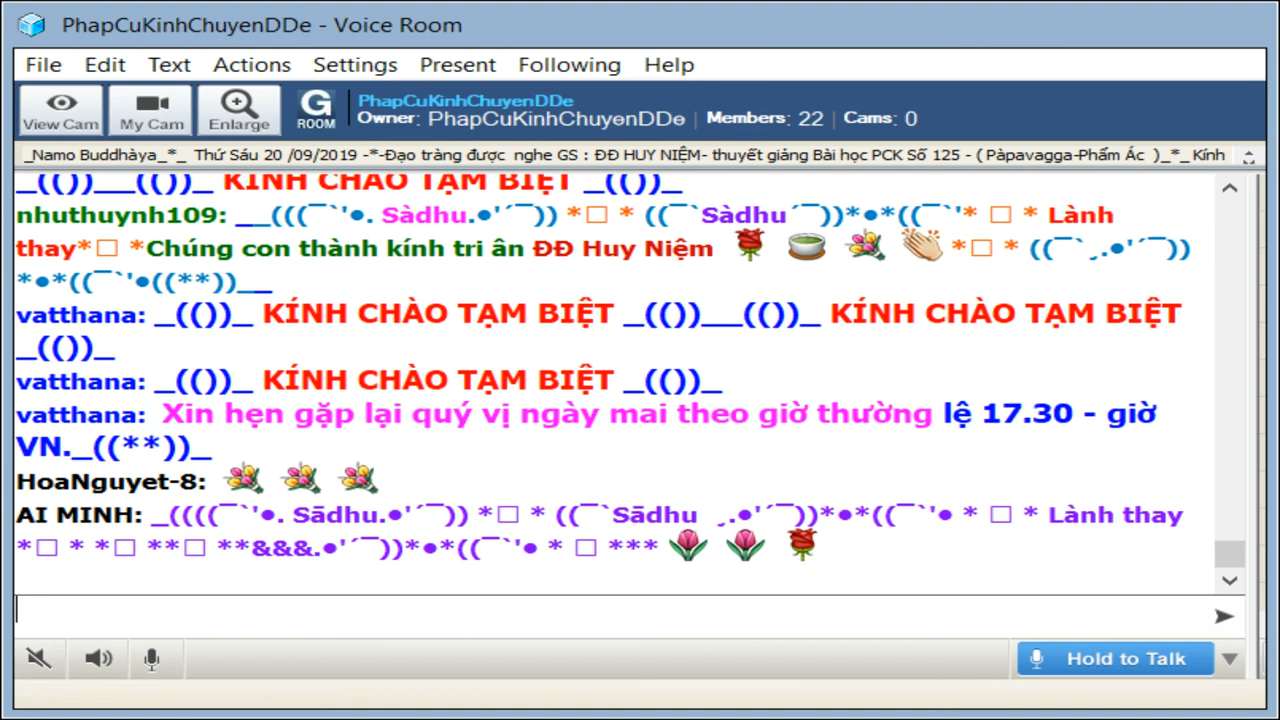 PhapCuKinhChuyenDDe - Voice Room
File Edit Text Actions Settings Present Following Help
View Cam My Cam Enlarge G ROOM
PhapCuKinhChuyenDDe
Owner: PhapCuKinhChuyenDDe | Members: 22 | Cams: 0
_Namo Buddhàya_*_ Thứ Sáu 20 /09/2019 -*-Đạo tràng được nghe GS : ĐĐ HUY NIỆM- thuyết giảng Bài học PCK Số 125 - ( Pàpavagga-Phẩm Ác )_*_ Kính
_(())__(())_ KÍNH CHÀO TẠM BIỆT _(())_
nhuthuynh109: __(((¯`'●. Sàdhu.●'´¯)) *□ * ((¯`Sàdhu´¯))*●*((¯`'* □ * Lành
thay*□ *Chúng con thành kính tri ân ĐĐ Huy Niệm *□ * ((¯`ˏ.●'´¯))
*●*((¯`'●((**))__
vatthana: _(())_ KÍNH CHÀO TẠM BIỆT _(())__(())_ KÍNH CHÀO TẠM BIỆT
_(())_
vatthana: _(())_ KÍNH CHÀO TẠM BIỆT _(())_
vatthana: Xin hẹn gặp lại quý vị ngày mai theo giờ thường lệ 17.30 - giờ
VN._((**))_
HoaNguyet-8:
AI MINH: _((((¯`'●. Sādhu.●'´¯)) *□ * ((¯`Sādhu ˏ.●'´¯))*●*((¯`'● * □ * Lành thay
*□ * *□ **□ **&&&.●'´¯))*●*((¯`'● * □ ***
Hold to Talk